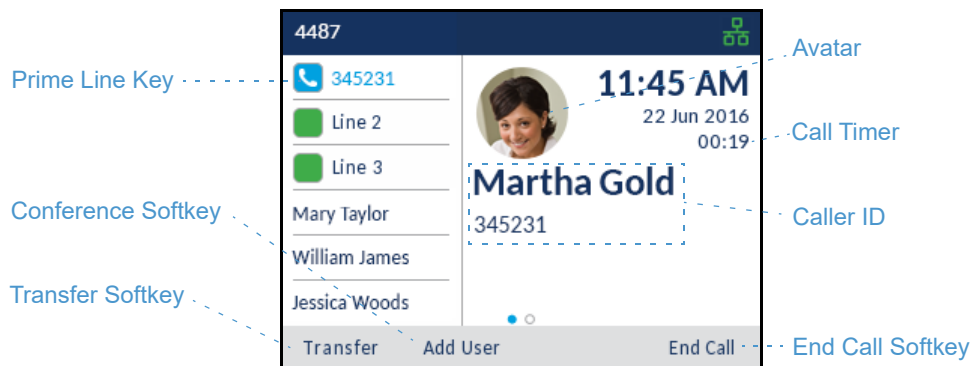 4487
Avatar
Prime Line Key
345231
11:45 AM
Line 2
22 Jun 2016
00:19
Call Timer
Line 3
Martha Gold
Conference Softkey
Mary Taylor
345231
Caller ID
William James
Transfer Softkey
Jessica Woods
Transfer
Add User
End Call
End Call Softkey